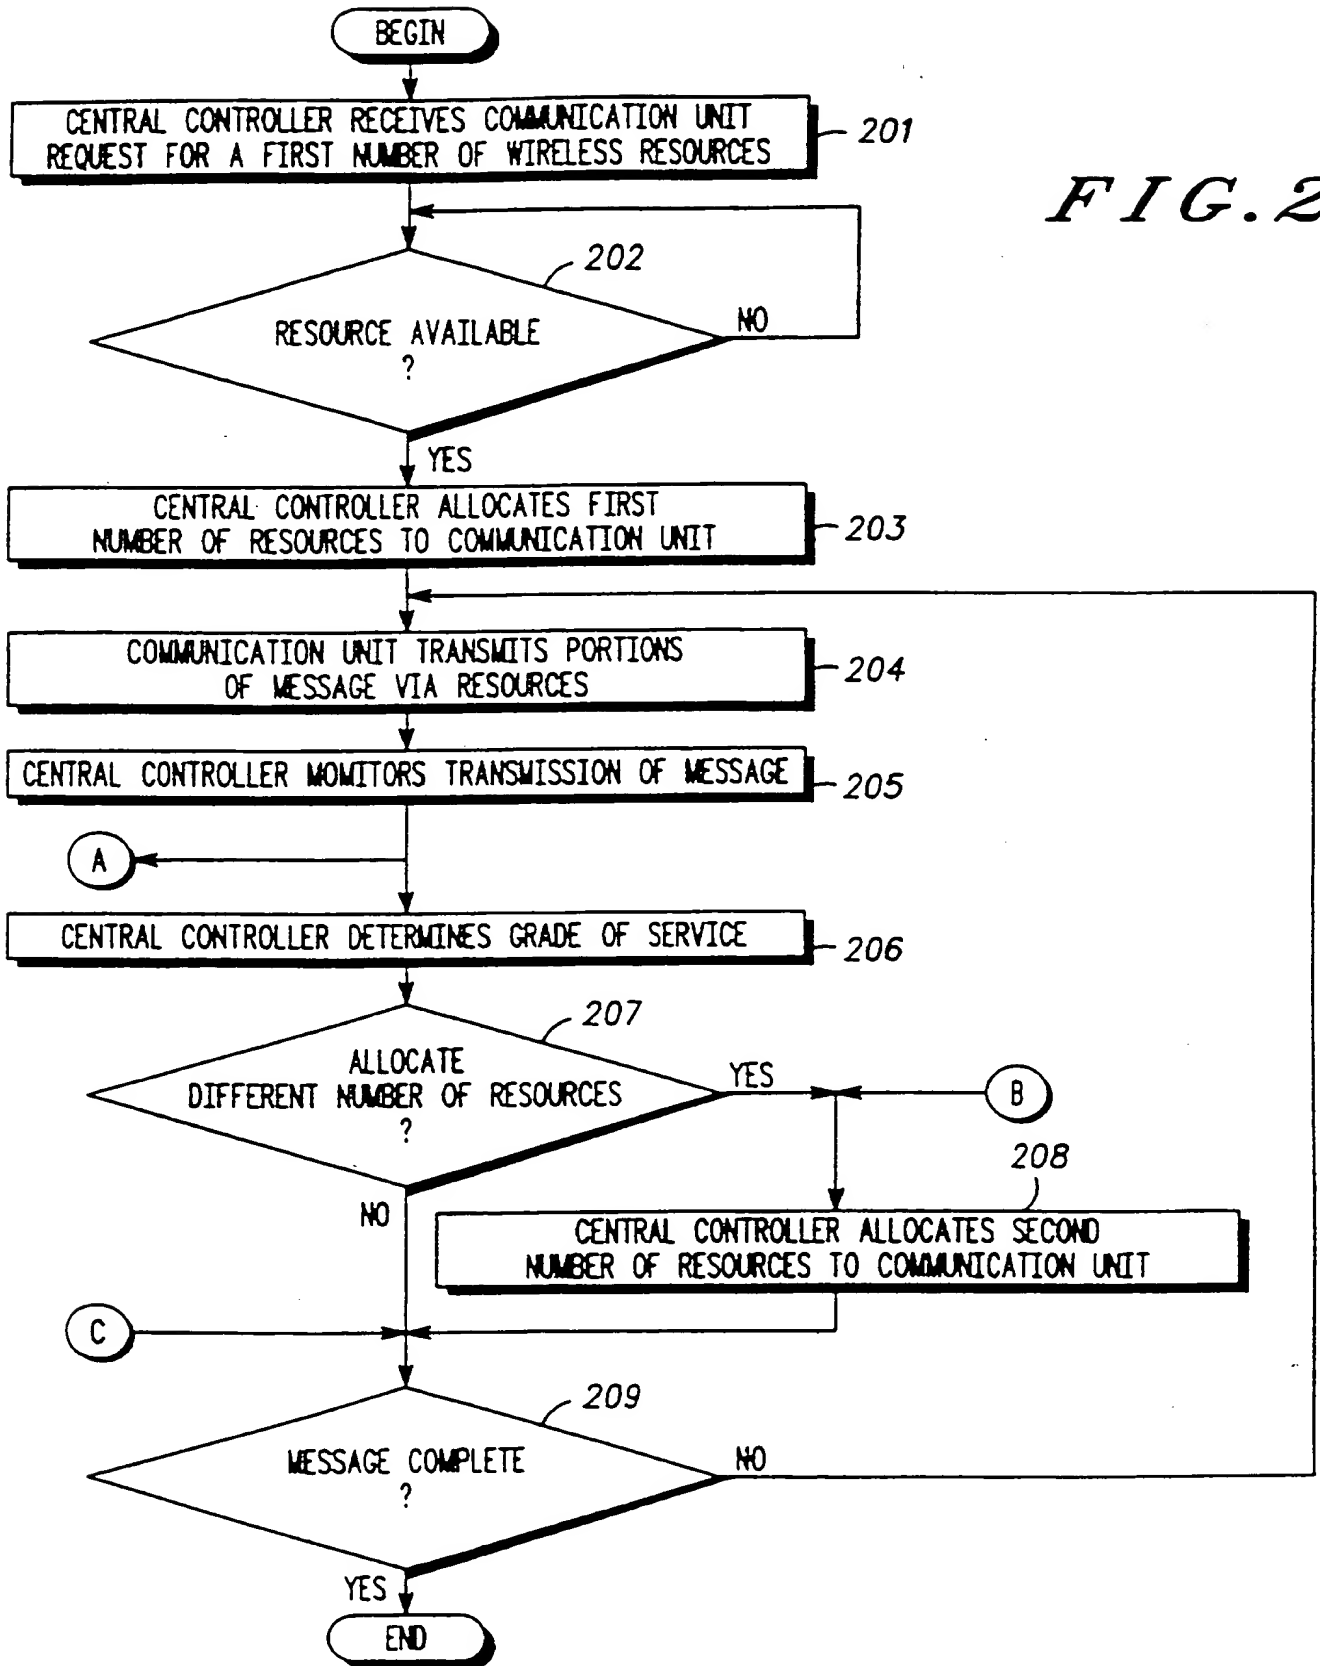 BEGIN
CENTRAL CONTROLLER RECEIVES COMMUNICATION UNIT
REQUEST FOR A FIRST NUMBER OF WIRELESS RESOURCES
201
FIG.2
202
RESOURCE AVAILABLE
?
NO
YES
CENTRAL CONTROLLER ALLOCATES FIRST
NUMBER OF RESOURCES TO COMMUNICATION UNIT
203
COMMUNICATION UNIT TRANSMITS PORTIONS
OF MESSAGE VIA RESOURCES
204
CENTRAL CONTROLLER MOMITORS TRANSMISSION OF MESSAGE
205
A
CENTRAL CONTROLLER DETERMINES GRADE OF SERVICE
206
207
ALLOCATE
DIFFERENT NUMBER OF RESOURCES
?
YES
B
NO
208
CENTRAL CONTROLLER ALLOCATES SECOND
NUMBER OF RESOURCES TO COMMUNICATION UNIT
C
209
MESSAGE COMPLETE
?
NO
YES
END